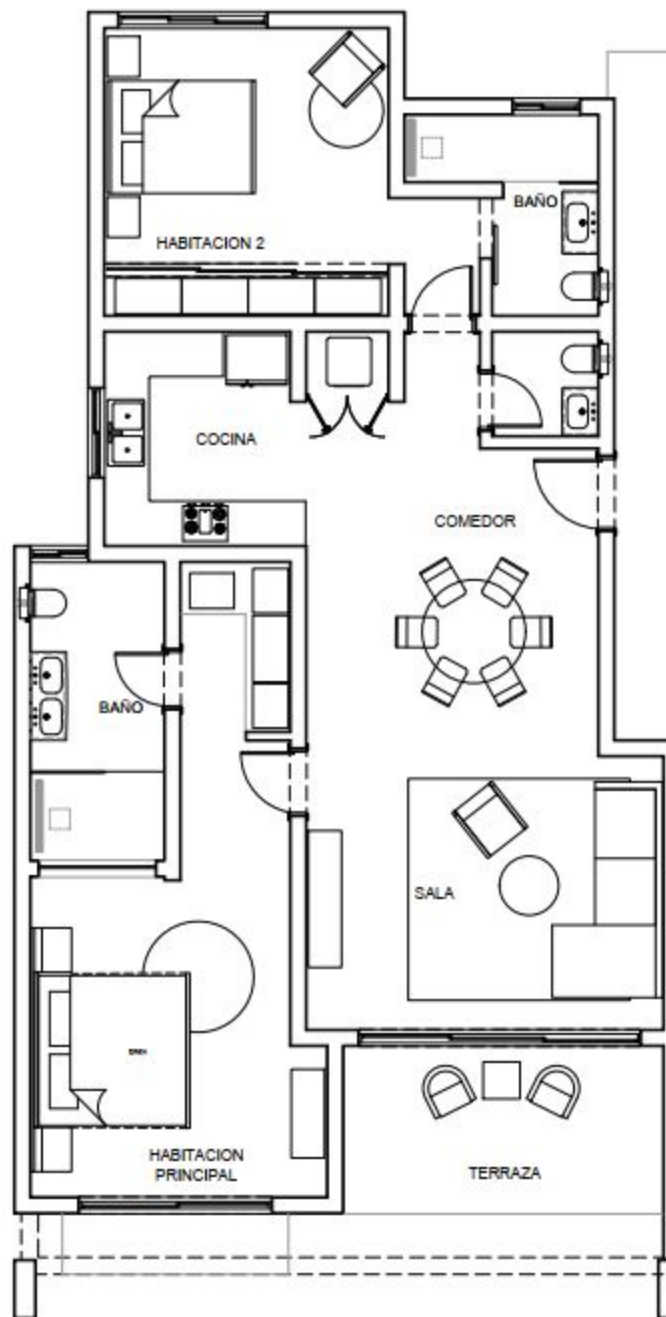 BAÑO
HABITACION 2
COCINA
COMEDOR
BAÑO
SALA
HABITACION
PRINCIPAL
TERRAZA